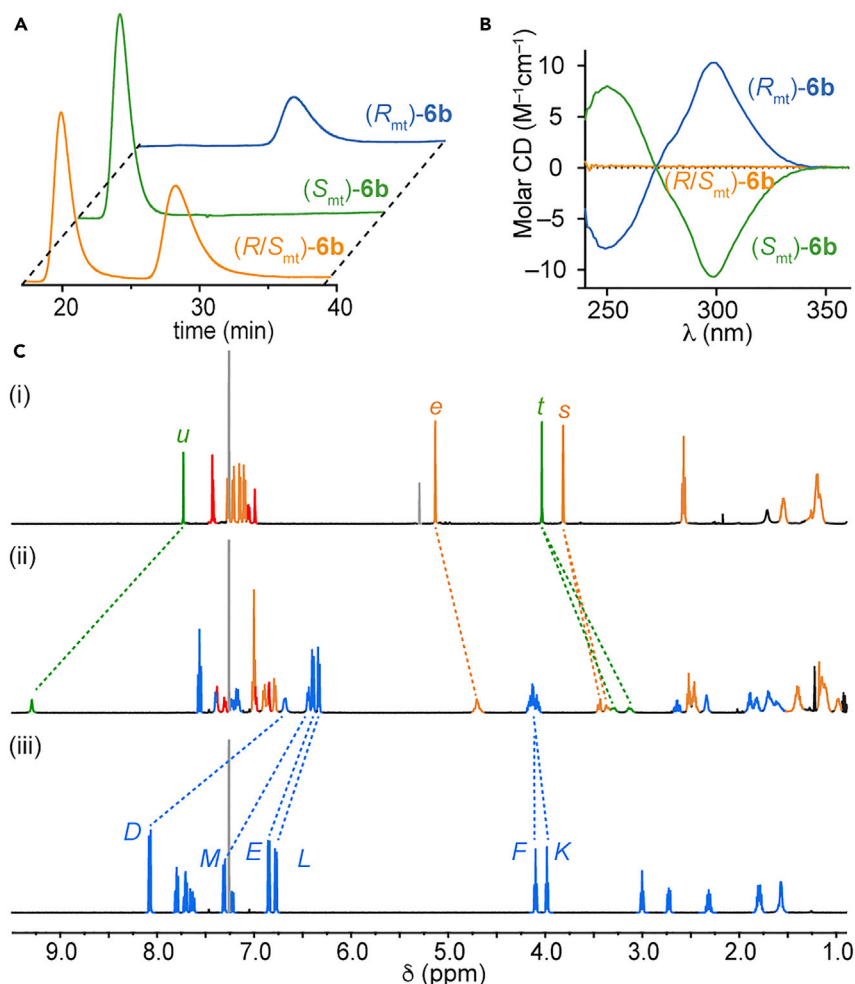 A
(Rmt)-6b
(Smt)-6b
(R/Smt)-6b
20 30 40
time (min)
B
Molar CD (M⁻¹cm⁻¹)
10
5
0
−5
−10
(Rmt)-6b
(R/Smt)-6b
(Smt)-6b
250 300 350
λ (nm)
C
(i)
u e t s
(ii)
(iii)
D M E L F K
9.0 8.0 7.0 6.0 5.0 4.0 3.0 2.0 1.0
δ (ppm)